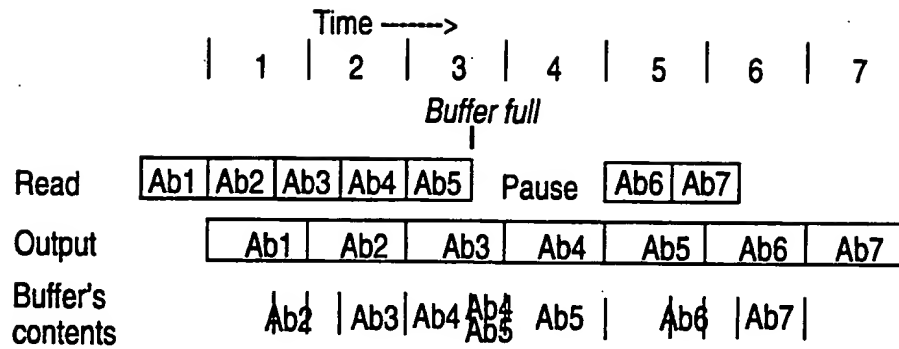 Time ------>
| 1 | 2 | 3 | 4 | 5 | 6 | 7
Buffer full
Read Ab1 Ab2 Ab3 Ab4 Ab5 Pause Ab6 Ab7
Output Ab1 Ab2 Ab3 Ab4 Ab5 Ab6 Ab7
Buffer's
contents Ab2 Ab3 Ab4 Ab4 Ab5 Ab5 Ab6 Ab7